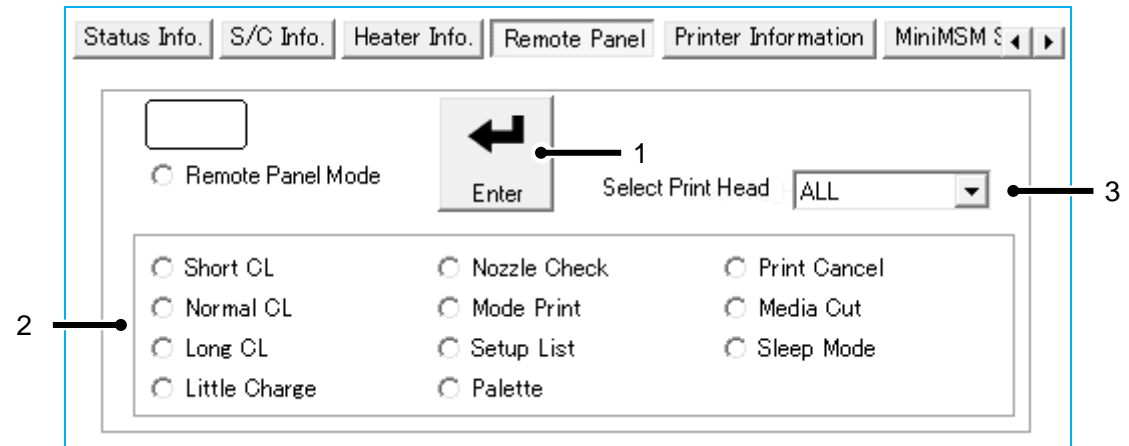 Status Info. S/C Info. Heater Info. Remote Panel Printer Information MiniMSM
1
Remote Panel Mode
Enter
Select Print Head ALL
3
Short CL Nozzle Check Print Cancel
2
Normal CL Mode Print Media Cut
Long CL Setup List Sleep Mode
Little Charge Palette